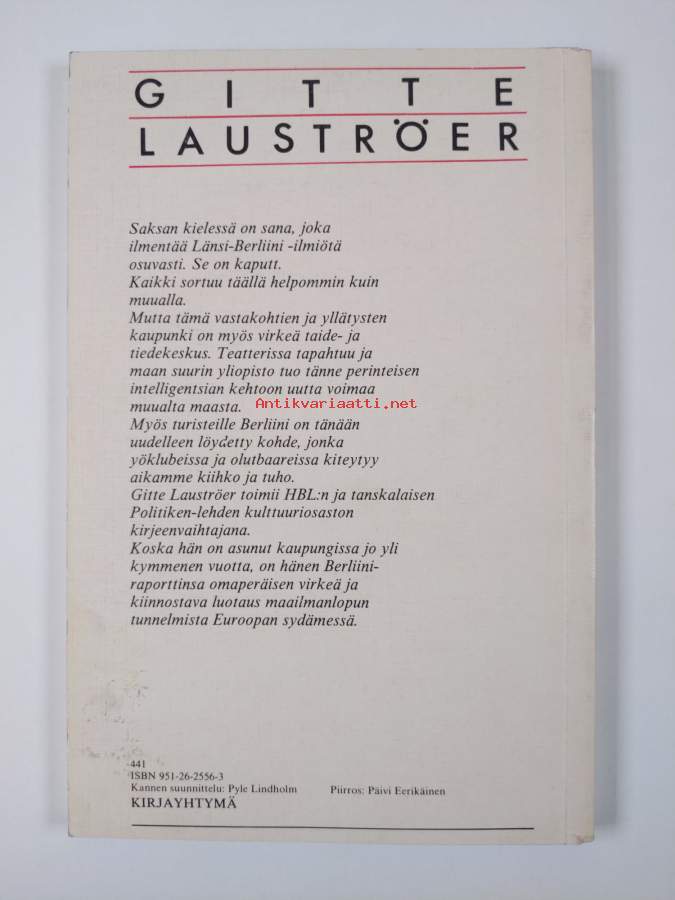 GITTE
LAUSTRÖER
Saksan kielessä on sana, joka
ilmentää Länsi-Berliini -ilmiötä
osuvasti. Se on kaputt.
Kaikki sortuu täällä helpommin kuin
muualla.
Mutta tämä vastakohtien ja yllätysten
kaupunki on myös virkeä taide- ja
tiedekeskus. Teatterissa tapahtuu ja
maan suurin yliopisto tuo tänne perinteisen
intelligentsian kehtoon uutta voimaa
muualta maasta.
Antikvariaatti.net
Myös turisteille Berliini on tänään
uudelleen löydetty kohde, jonka
yöklubeissa ja olutbaareissa kiteytyy
aikamme kiihko ja tuho.
Gitte Lauströer toimii HBL:n ja tanskalaisen
Politiken-lehden kulttuuriosaston
kirjeenvaihtajana.
Koska hän on asunut kaupungissa jo yli
kymmenen vuotta, on hänen Berliini-
raporttinsa omaperäisen virkeä ja
kiinnostava luotaus maailmanlopun
tunnelmista Euroopan sydämessä.
441
ISBN 951-26-2556-3
Kannen suunnittelu: Pyle Lindholm Piirros: Päivi Eerikäinen
KIRJAYHTYMÄ